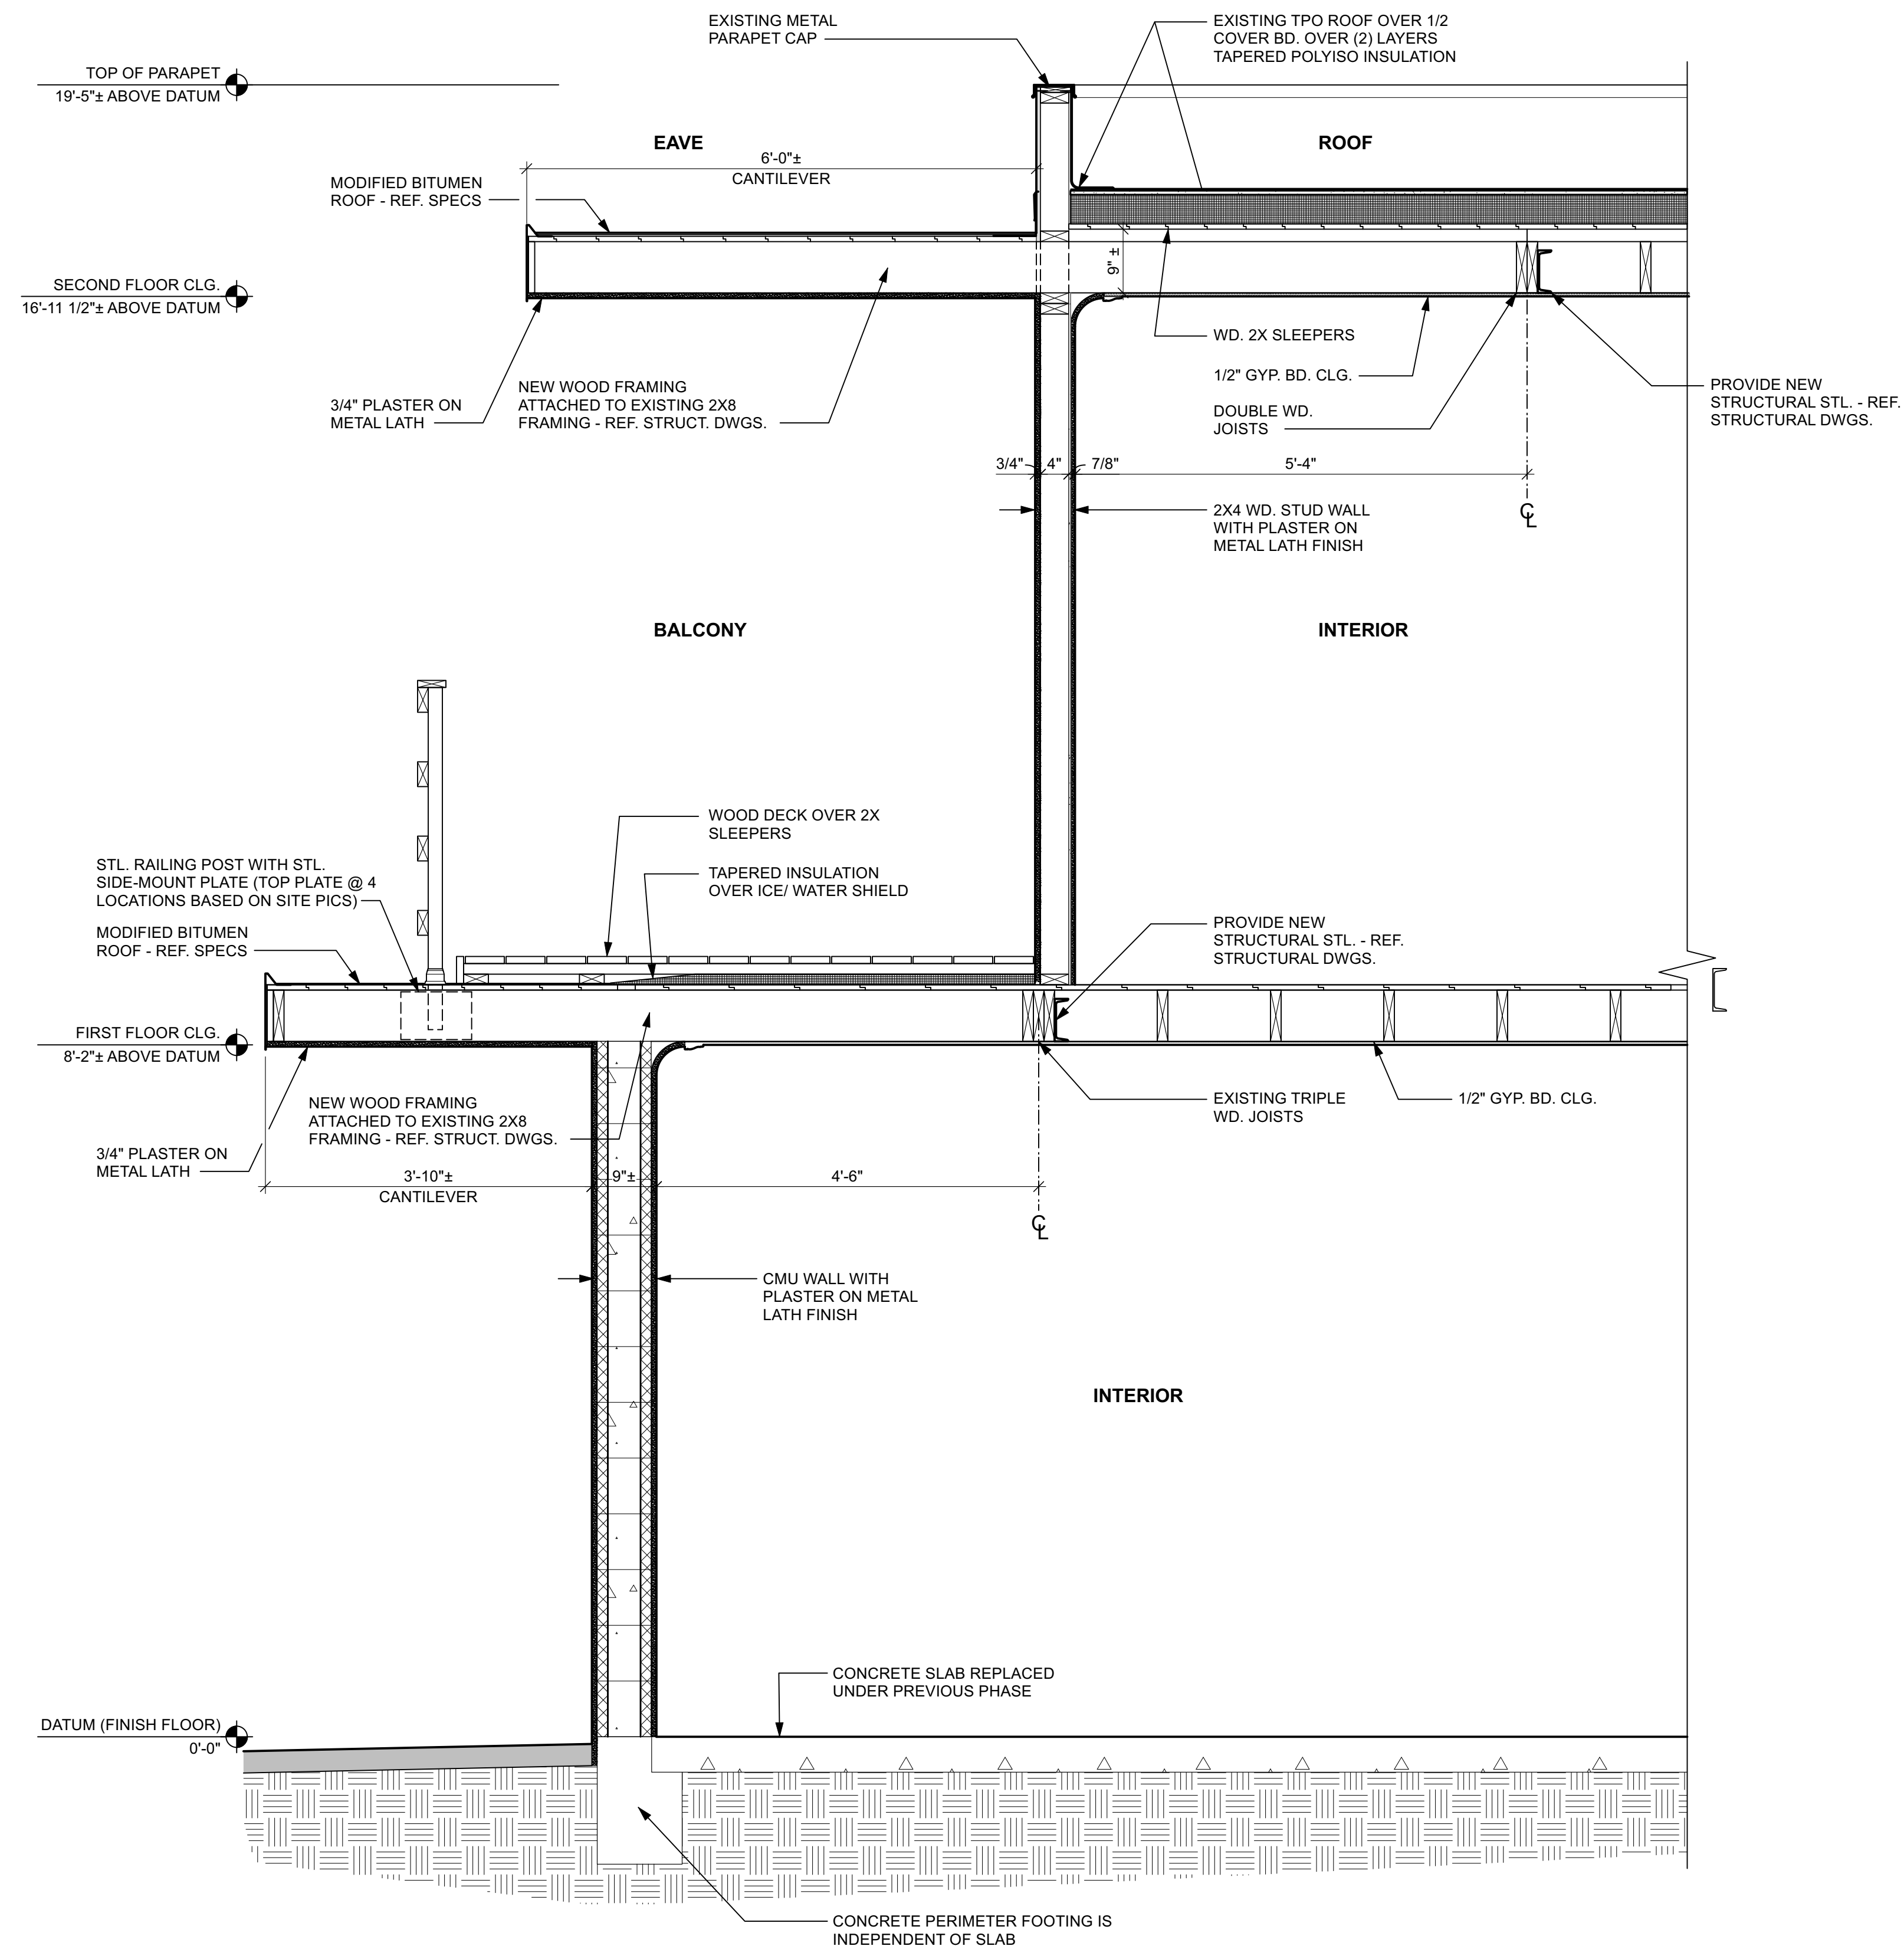 EXISTING METAL
PARAPET CAP
EXISTING TPO ROOF OVER 1/2
COVER BD. OVER (2) LAYERS
TAPERED POLYISO INSULATION
TOP OF PARAPET
19'-5"± ABOVE DATUM
EAVE
ROOF
6'-0"±
CANTILEVER
MODIFIED BITUMEN
ROOF - REF. SPECS
9" ±
SECOND FLOOR CLG.
16'-11 1/2"± ABOVE DATUM
WD. 2X SLEEPERS
1/2" GYP. BD. CLG.
DOUBLE WD.
JOISTS
PROVIDE NEW
STRUCTURAL STL. - REF.
STRUCTURAL DWGS.
3/4" PLASTER ON
METAL LATH
NEW WOOD FRAMING
ATTACHED TO EXISTING 2X8
FRAMING - REF. STRUCT. DWGS.
3/4"
4"
7/8"
5'-4"
CL
2X4 WD. STUD WALL
WITH PLASTER ON
METAL LATH FINISH
BALCONY
INTERIOR
WOOD DECK OVER 2X
SLEEPERS
TAPERED INSULATION
OVER ICE/ WATER SHIELD
STL. RAILING POST WITH STL.
SIDE-MOUNT PLATE (TOP PLATE @ 4
LOCATIONS BASED ON SITE PICS)
MODIFIED BITUMEN
ROOF - REF. SPECS
PROVIDE NEW
STRUCTURAL STL. - REF.
STRUCTURAL DWGS.
FIRST FLOOR CLG.
8'-2"± ABOVE DATUM
NEW WOOD FRAMING
ATTACHED TO EXISTING 2X8
FRAMING - REF. STRUCT. DWGS.
EXISTING TRIPLE
WD. JOISTS
1/2" GYP. BD. CLG.
3/4" PLASTER ON
METAL LATH
3'-10"±
CANTILEVER
9"±
4'-6"
CL
CMU WALL WITH
PLASTER ON METAL
LATH FINISH
INTERIOR
CONCRETE SLAB REPLACED
UNDER PREVIOUS PHASE
DATUM (FINISH FLOOR)
0'-0"
CONCRETE PERIMETER FOOTING IS
INDEPENDENT OF SLAB